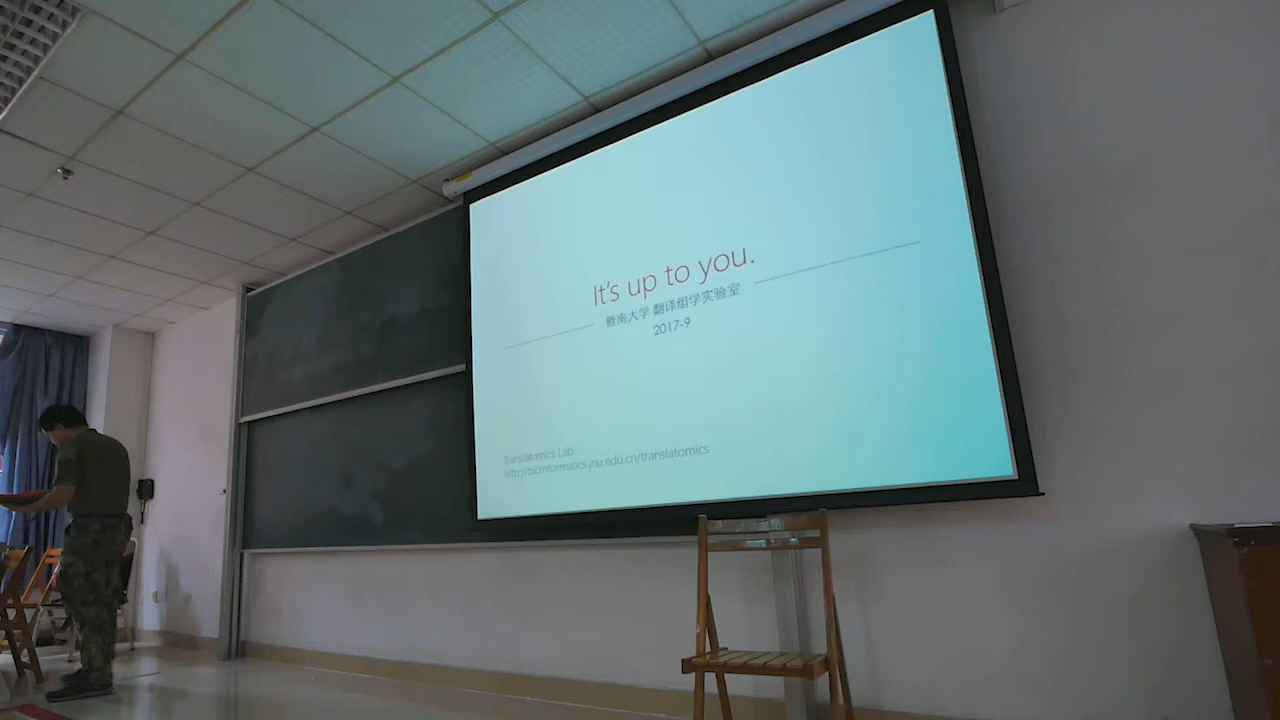 It's up to you.
暨南大学 翻译组学实验室
2017-9
Translatomics Lab
http://bioinformatics.jnu.edu.cn/translatomics